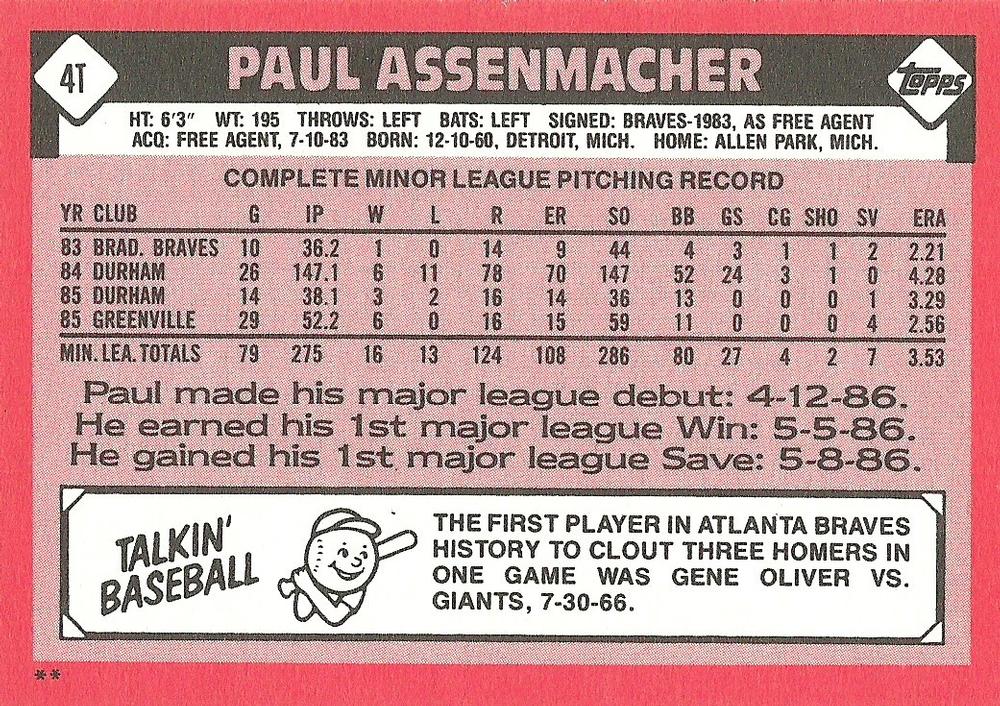 4T
PAUL ASSENMACHER
topps
HT: 6'3" WT: 195 THROWS: LEFT BATS: LEFT SIGNED: BRAVES-1983, AS FREE AGENT
ACQ: FREE AGENT, 7-10-83 BORN: 12-10-60, DETROIT, MICH. HOME: ALLEN PARK, MICH.
COMPLETE MINOR LEAGUE PITCHING RECORD
YR CLUB G IP W L R ER SO BB GS CG SHO SV ERA
83 BRAD. BRAVES 10 36.2 1 0 14 9 44 4 3 1 1 2 2.21
84 DURHAM 26 147.1 6 11 78 70 147 52 24 3 1 0 4.28
85 DURHAM 14 38.1 3 2 16 14 36 13 0 0 0 1 3.29
85 GREENVILLE 29 52.2 6 0 16 15 59 11 0 0 0 4 2.56
MIN. LEA. TOTALS 79 275 16 13 124 108 286 80 27 4 2 7 3.53
Paul made his major league debut: 4-12-86.
He earned his 1st major league Win: 5-5-86.
He gained his 1st major league Save: 5-8-86.
TALKIN'
BASEBALL
THE FIRST PLAYER IN ATLANTA BRAVES
HISTORY TO CLOUT THREE HOMERS IN
ONE GAME WAS GENE OLIVER VS.
GIANTS, 7-30-66.
**